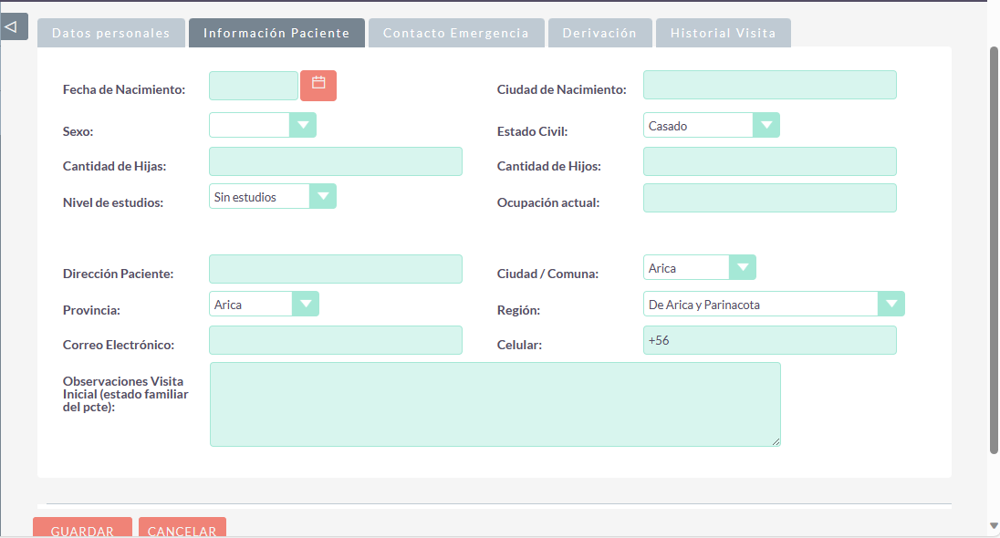 Datos personales Información Paciente Contacto Emergencia Derivación Historial Visita
Fecha de Nacimiento: Ciudad de Nacimiento:
Sexo: Estado Civil: Casado
Cantidad de Hijas: Cantidad de Hijos:
Nivel de estudios: Sin estudios Ocupación actual:
Dirección Paciente: Ciudad / Comuna: Arica
Provincia: Arica Región: De Arica y Parinacota
Correo Electrónico: Celular: +56
Observaciones Visita
Inicial (estado familiar
del pcte):
GUARDAR CANCELAR